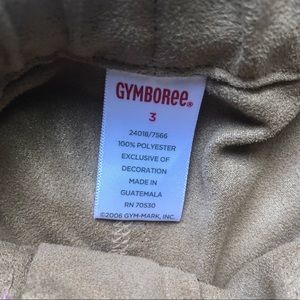 GYMBOREE®
3
24018/7566
100% POLYESTER
EXCLUSIVE OF
DECORATION
MADE IN
GUATEMALA
RN 70530
©2006 GYM-MARK, INC.